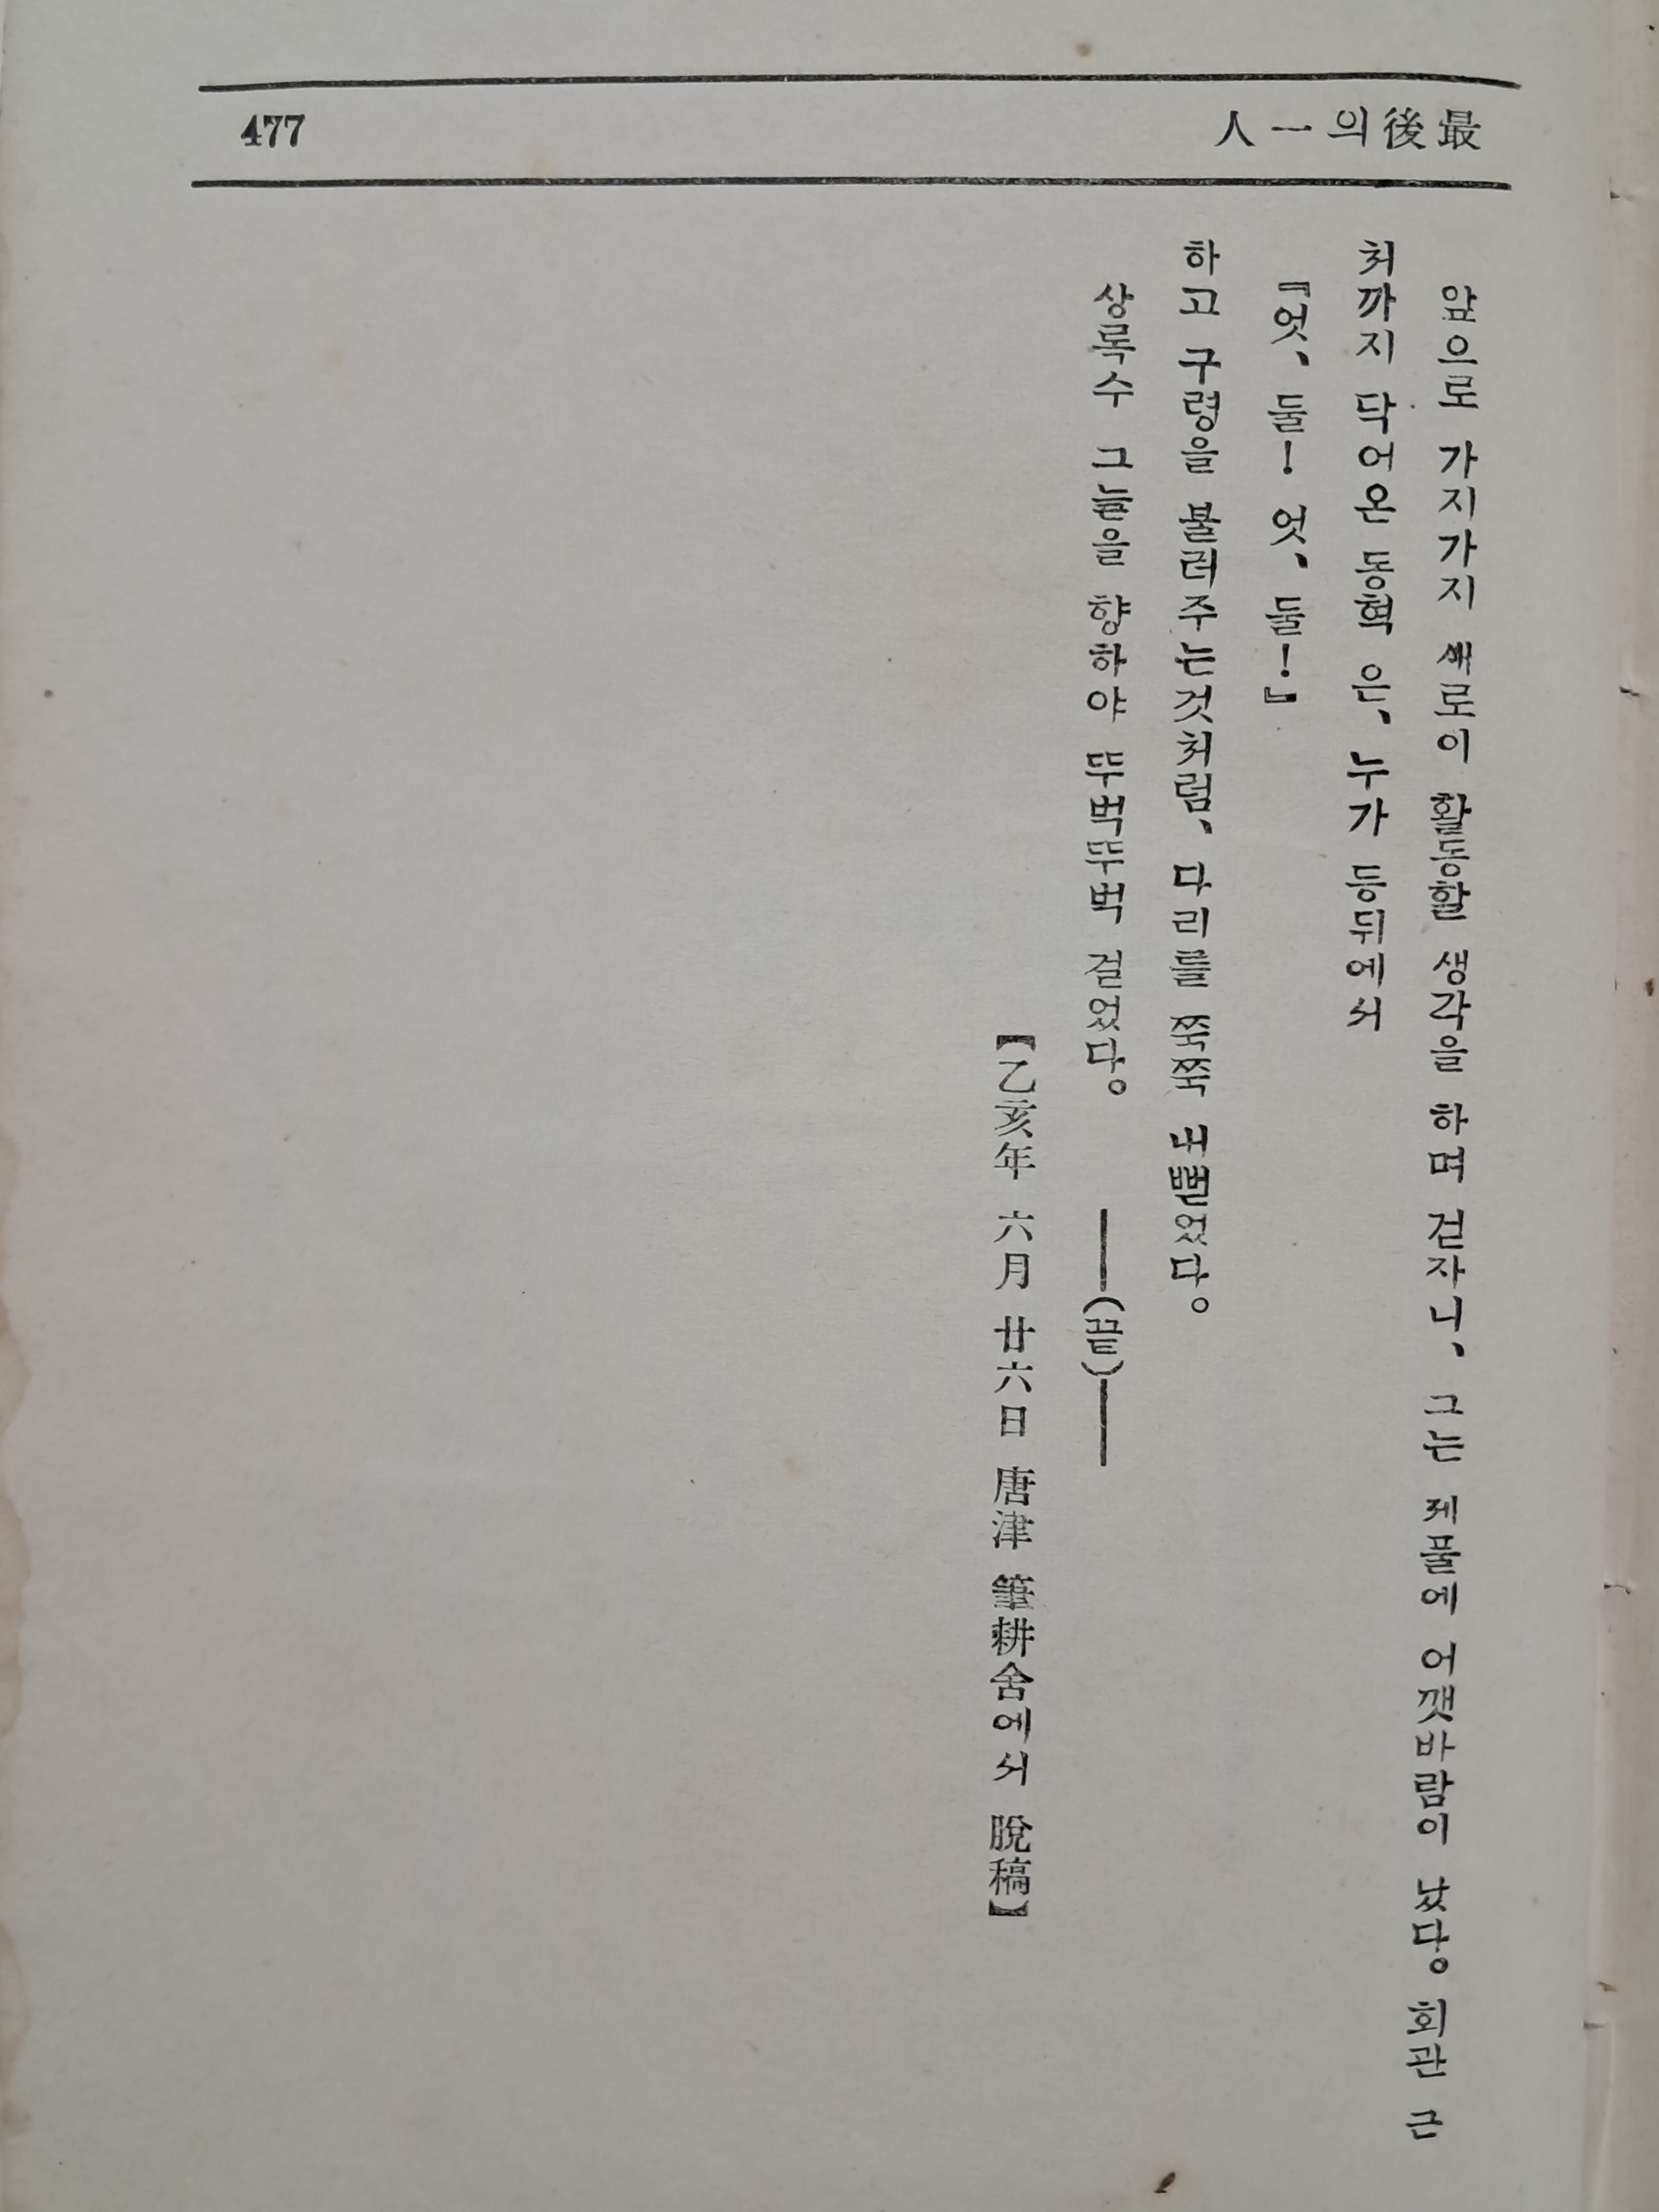 最後의一人
477
앞으로 가지가지 새로이 활동할 생각을 하며 걷자니、 그는 제풀에 어깻바람이 났다。 회관 근
처까지 닥어온 동혁 은、 누가 등뒤에서
『엇、 둘! 엇、 둘!』
하고 구령을 불러주는것처럼、 다리를 쭉쭉 내뻗었다。
상록수 그늘을 향하야 뚜벅뚜벅 걸었다。 ――(끝)――
【乙亥年 六月 廿六日 唐津 筆耕舍에서 脫稿】